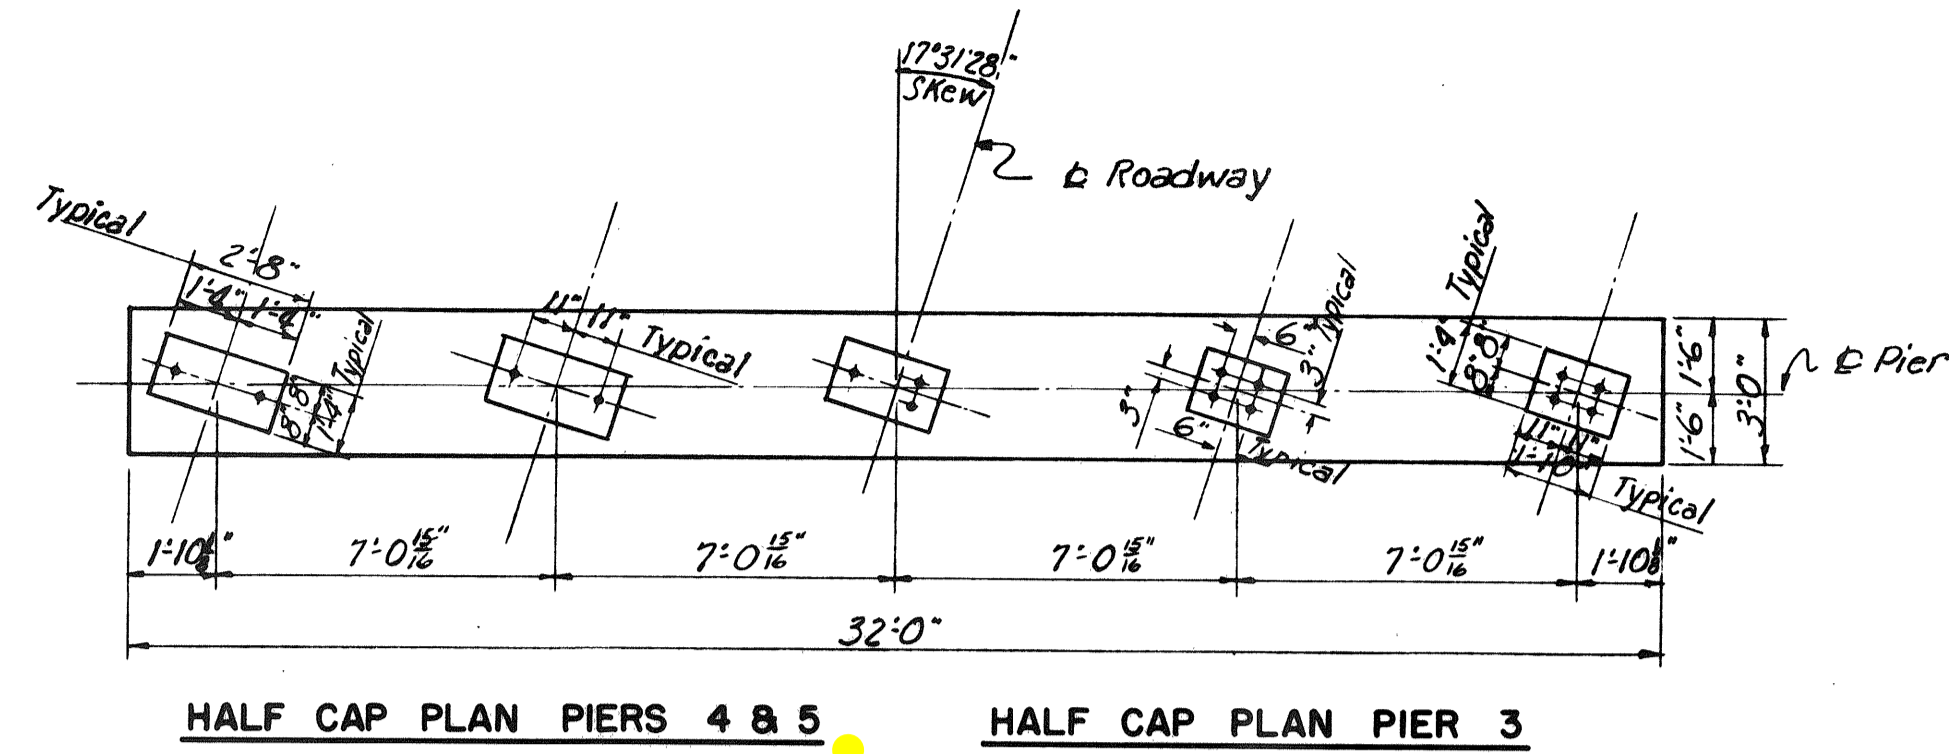 17°31'28"
Skew
℄ Roadway
Typical
2'-8"
1'-4" 1'-4"
Typical
8" 8"
1'-4"
11" 11"
Typical
6"
3" Typical
3"
6"
Typical
Typical
1'-4"
8" 8"
11" 11"
1'-10"
Typical
1'-6"
1'-6"
3'-0"
℄ Pier
1'-10 1/8" 7'-0 15/16" 7'-0 15/16" 7'-0 15/16" 7'-0 15/16" 1'-10 1/8"
32'-0"
HALF CAP PLAN PIERS 4 & 5
HALF CAP PLAN PIER 3